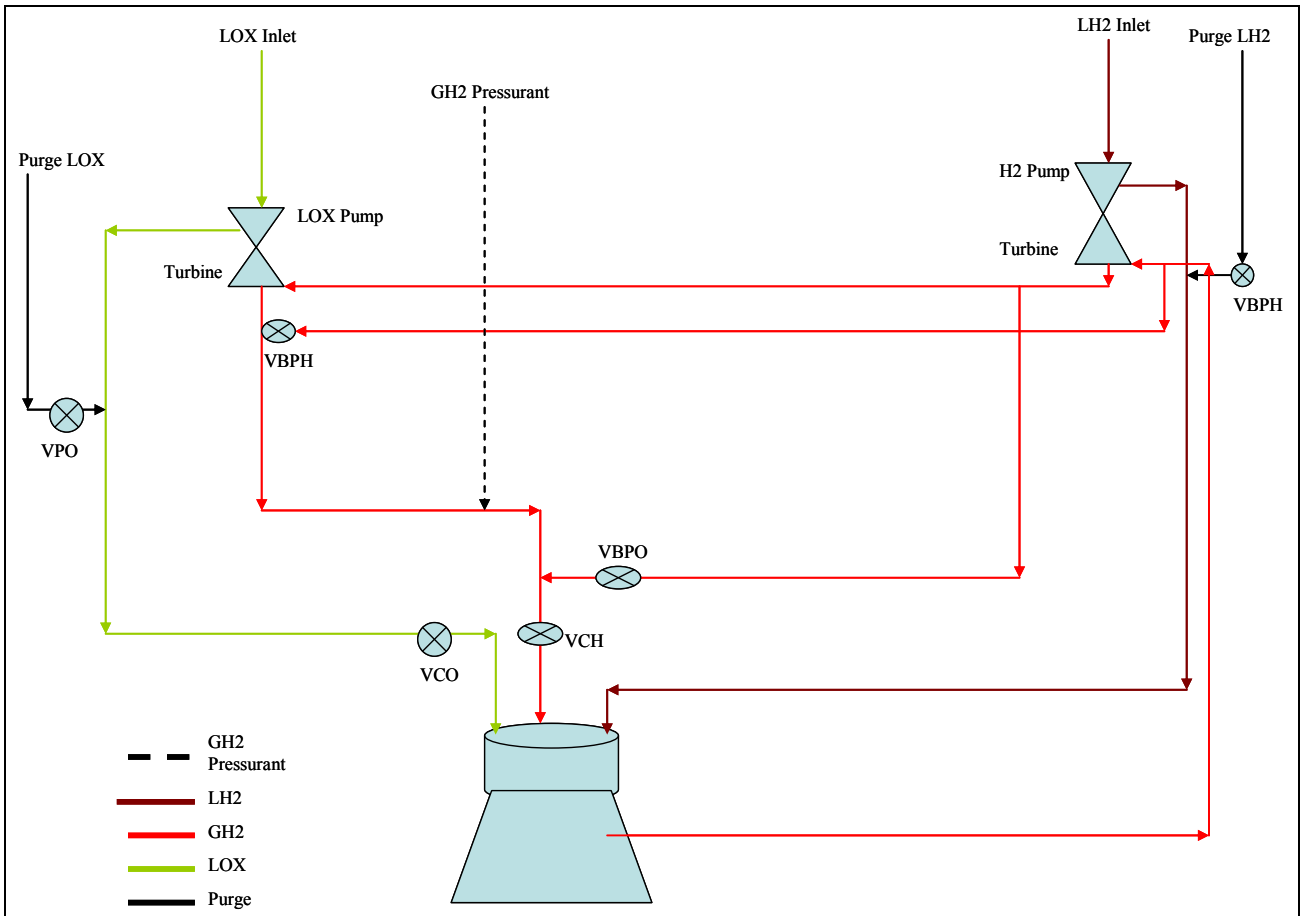 LOX Inlet
LH2 Inlet
Purge LH2
GH2 Pressurant
Purge LOX
H2 Pump
LOX Pump
Turbine
Turbine
VBPH
VBPH
VPO
VBPO
VCH
VCO
GH2
Pressurant
LH2
GH2
LOX
Purge